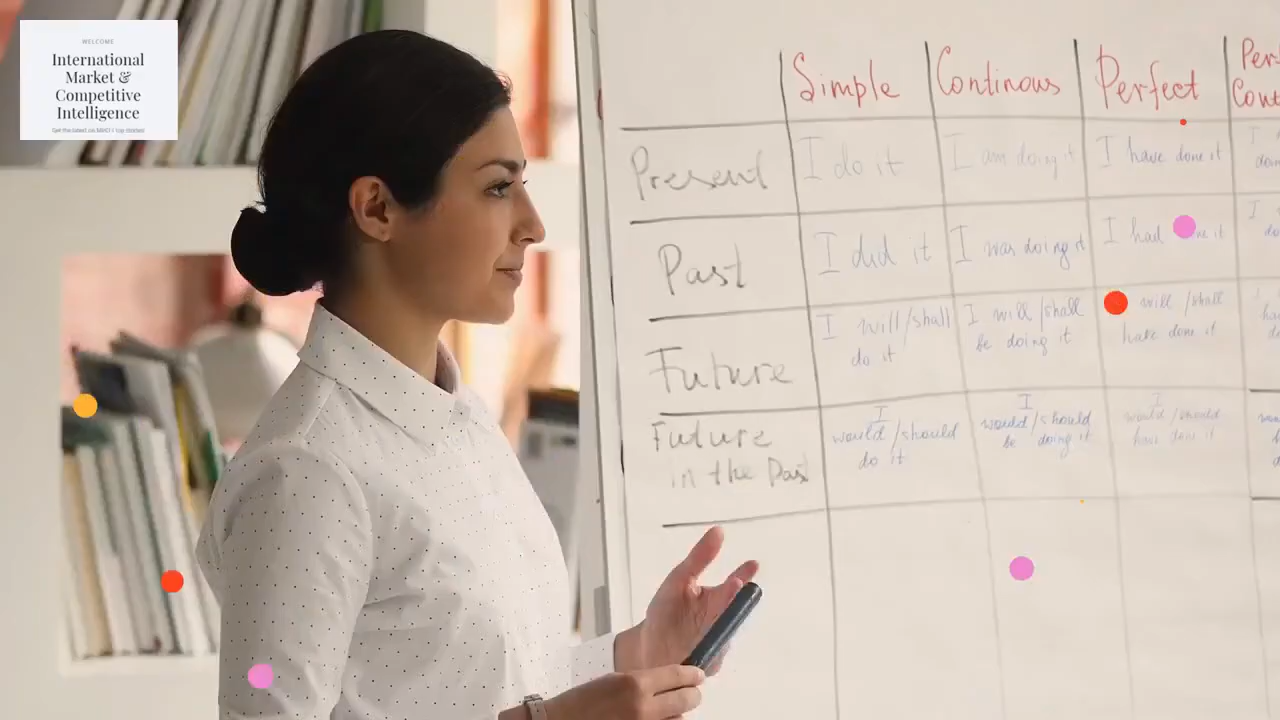 WELCOME
International
Market &
Competitive
Intelligence
Simple
Continous
Perfect
Present
I do it
I am doing it
I have done it
Past
I did it
I was doing it
I had
it
Future
I will/shall
do it
I will/shall
be doing it
will/shall
have done it
Future
in the Past
I
would/should
do it
I
would/should
be doing it
I
would/should
have done it